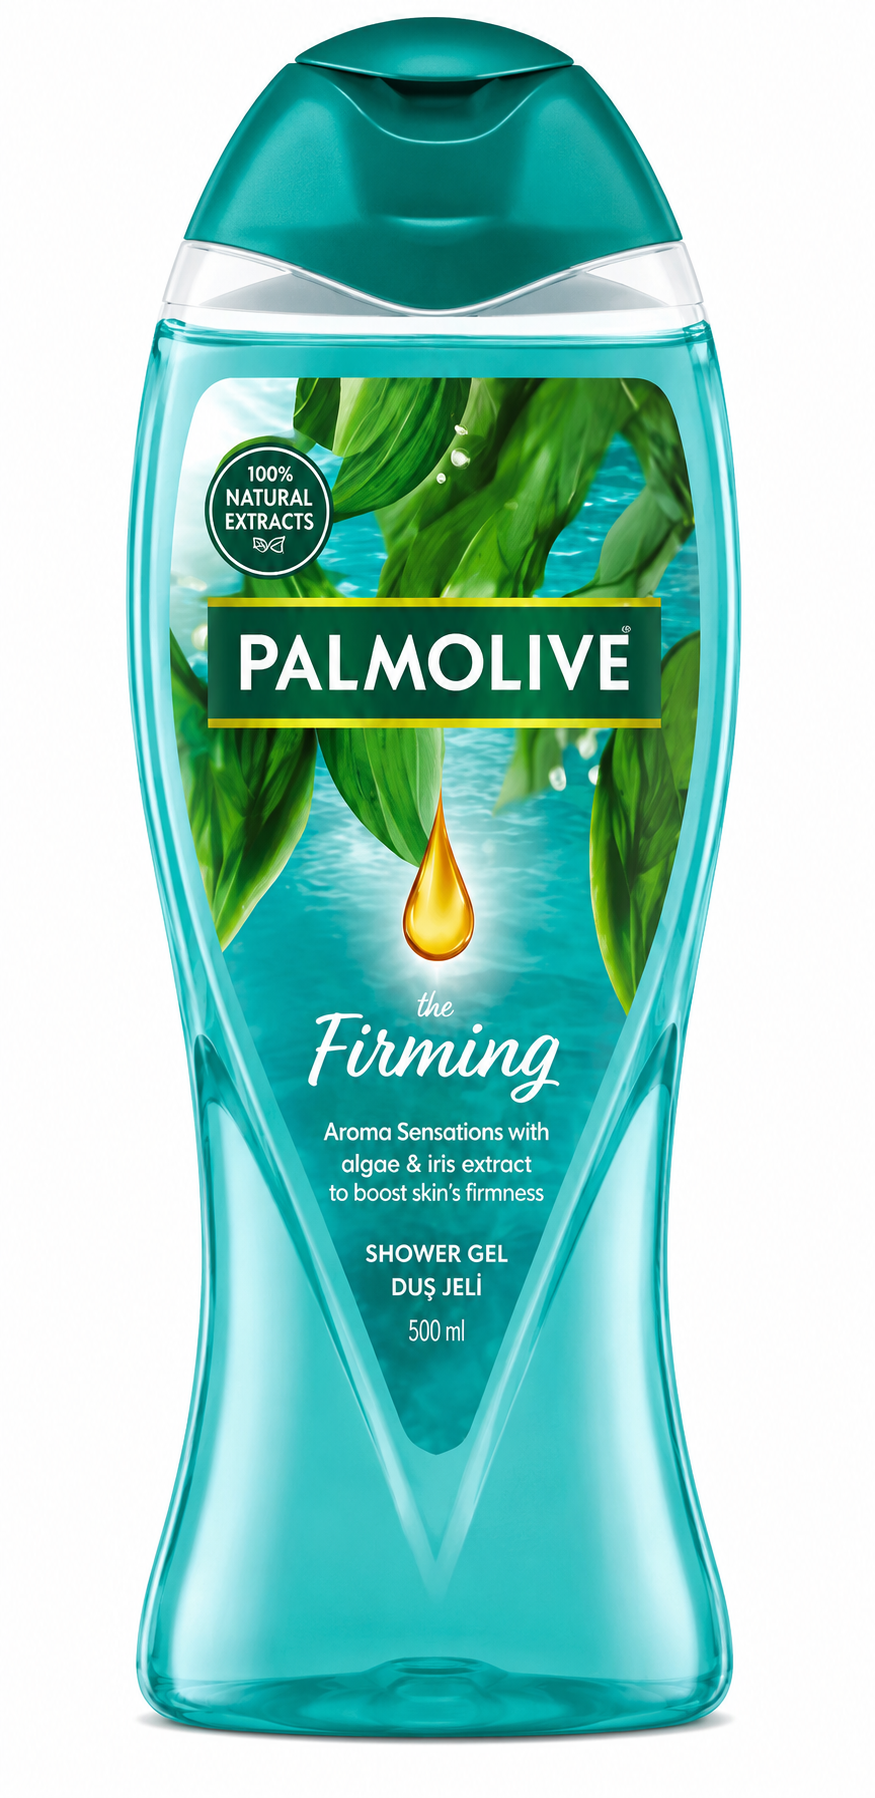 100%
NATURAL
EXTRACTS
PALMOLIVE
the
Firming
Aroma Sensations with
algae & iris extract
to boost skin's firmness
SHOWER GEL
DUŞ JELİ
500 ml